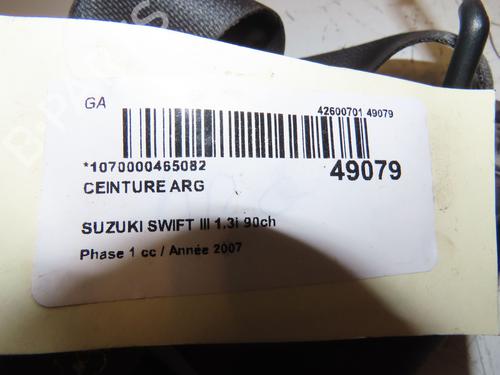 GA
42600701 49079
*1070000465082
49079
CEINTURE ARG
SUZUKI SWIFT III 1.3i 90ch
Phase 1 cc / Année 2007